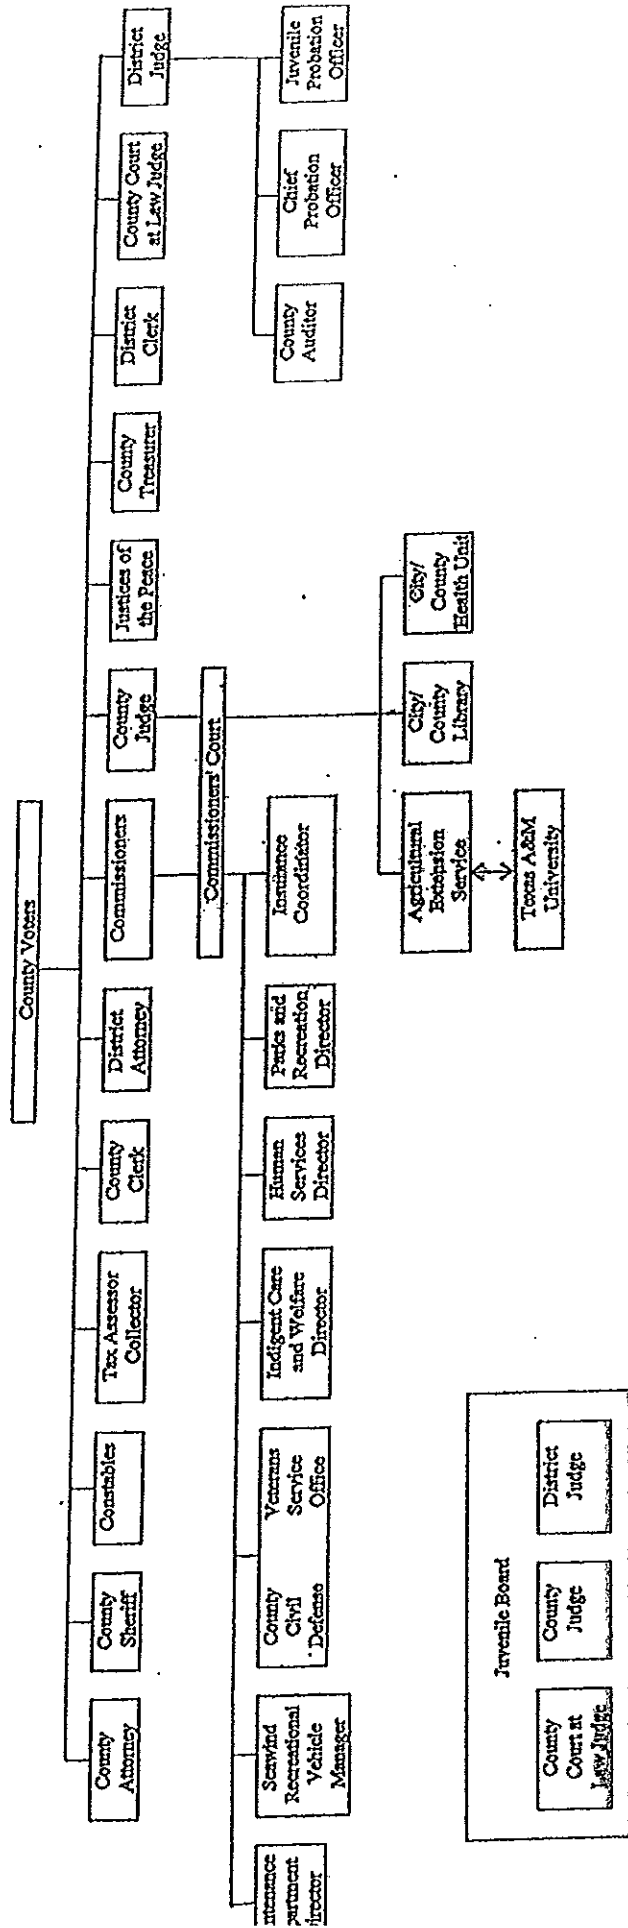 County Voters
County
Attorney
County
Sheriff
Constables
Tax Assessor
Collector
County
Clerk
District
Attorney
Commissioners
County
Judge
Justices of
the Peace
County
Treasurer
District
Clerk
County Court
at Law Judge
District
Judge
Commissioners' Court
ntenance
partment
irector
Seawind
Recreational
Vehicle
Manager
County
Civil
Defense
Veterans
Service
Office
Indigent Care
and Welfare
Director
Human
Services
Director
Parks and
Recreation
Director
Insurance
Coordinator
County
Auditor
Chief
Probation
Officer
Juvenile
Probation
Officer
Agricultural
Extension
Service
City/
County
Library
City/
County
Health Unit
Texas A&M
University
Juvenile Board
County
Court at
Law Judge
County
Judge
District
Judge